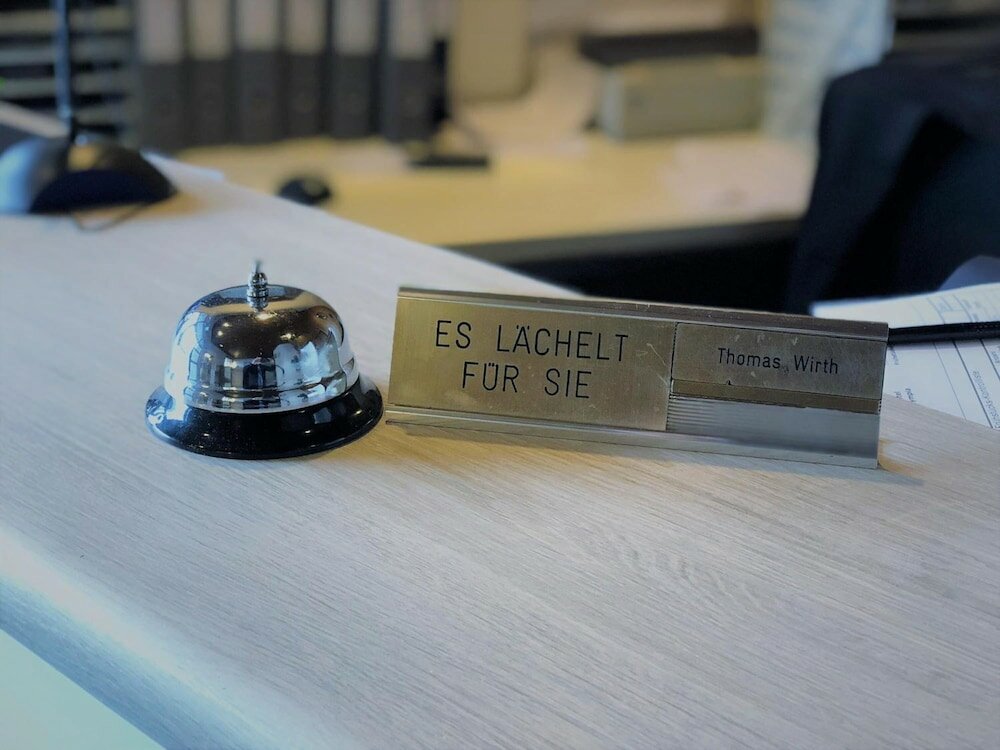 ES LÄCHELT
FÜR SIE
Thomas Wirth